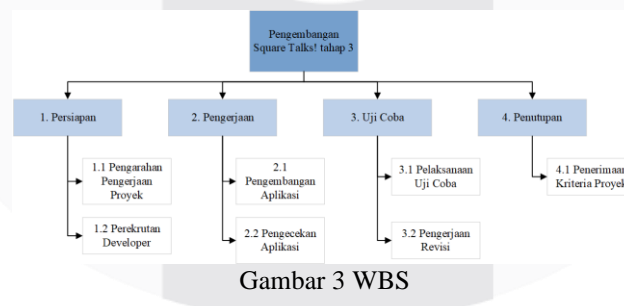 Pengembangan
Square Talks! tahap 3
1. Persiapan
2. Pengerjaan
3. Uji Coba
4. Penutupan
1.1 Pengarahan
Pengerjaan
Proyek
2.1
Pengembangan
Aplikasi
3.1 Pelaksanaan
Uji Coba
4.1 Penerimaan
Kriteria Proyek
1.2 Perekrutan
Developer
2.2 Pengecekan
Aplikasi
3.2 Pengerjaan
Revisi
Gambar 3 WBS